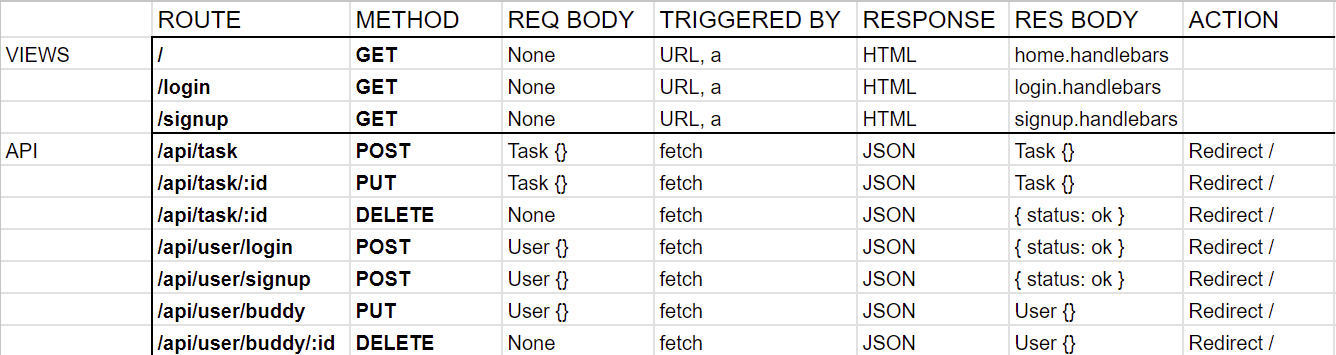 ROUTE METHOD REQ BODY TRIGGERED BY RESPONSE RES BODY ACTION
VIEWS / GET None URL, a HTML home.handlebars
/login GET None URL, a HTML login.handlebars
/signup GET None URL, a HTML signup.handlebars
API /api/task POST Task {} fetch JSON Task {} Redirect /
/api/task/:id PUT Task {} fetch JSON Task {} Redirect /
/api/task/:id DELETE None fetch JSON { status: ok } Redirect /
/api/user/login POST User {} fetch JSON { status: ok } Redirect /
/api/user/signup POST User {} fetch JSON { status: ok } Redirect /
/api/user/buddy PUT User {} fetch JSON User {} Redirect /
/api/user/buddy/:id DELETE None fetch JSON User {} Redirect /